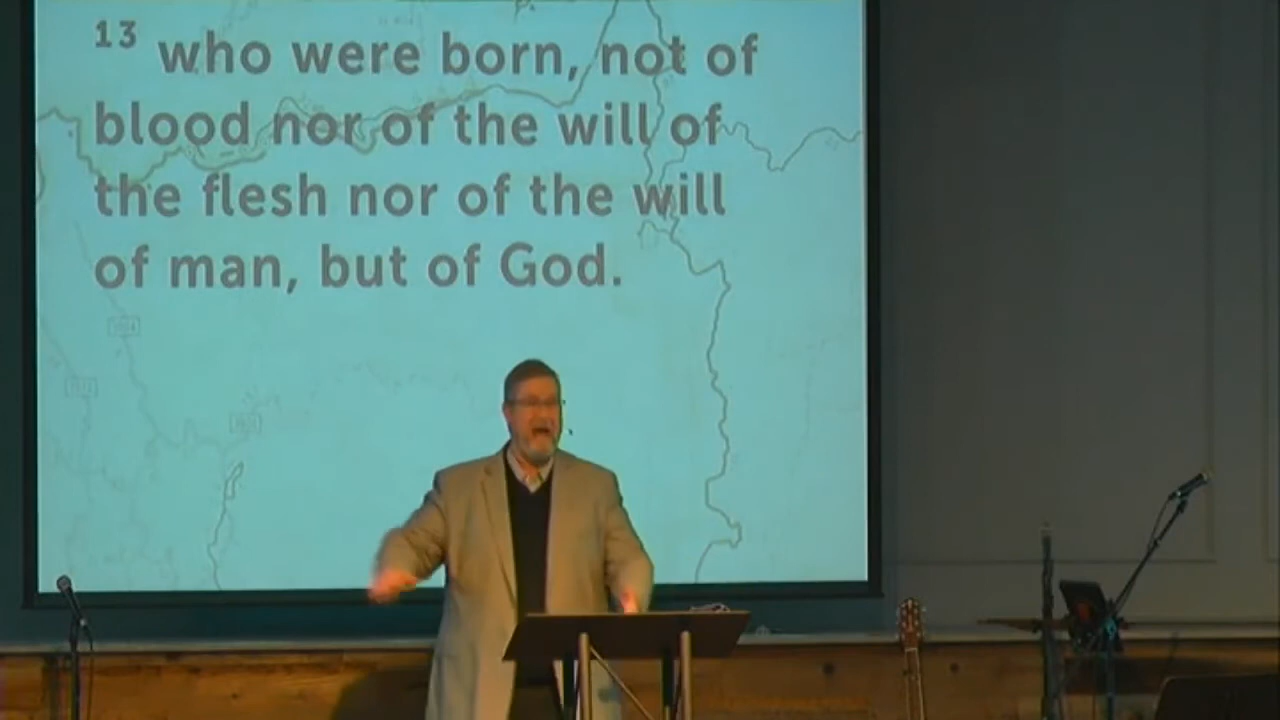 13 who were born, not of
blood nor of the will of
the flesh nor of the will
of man, but of God.